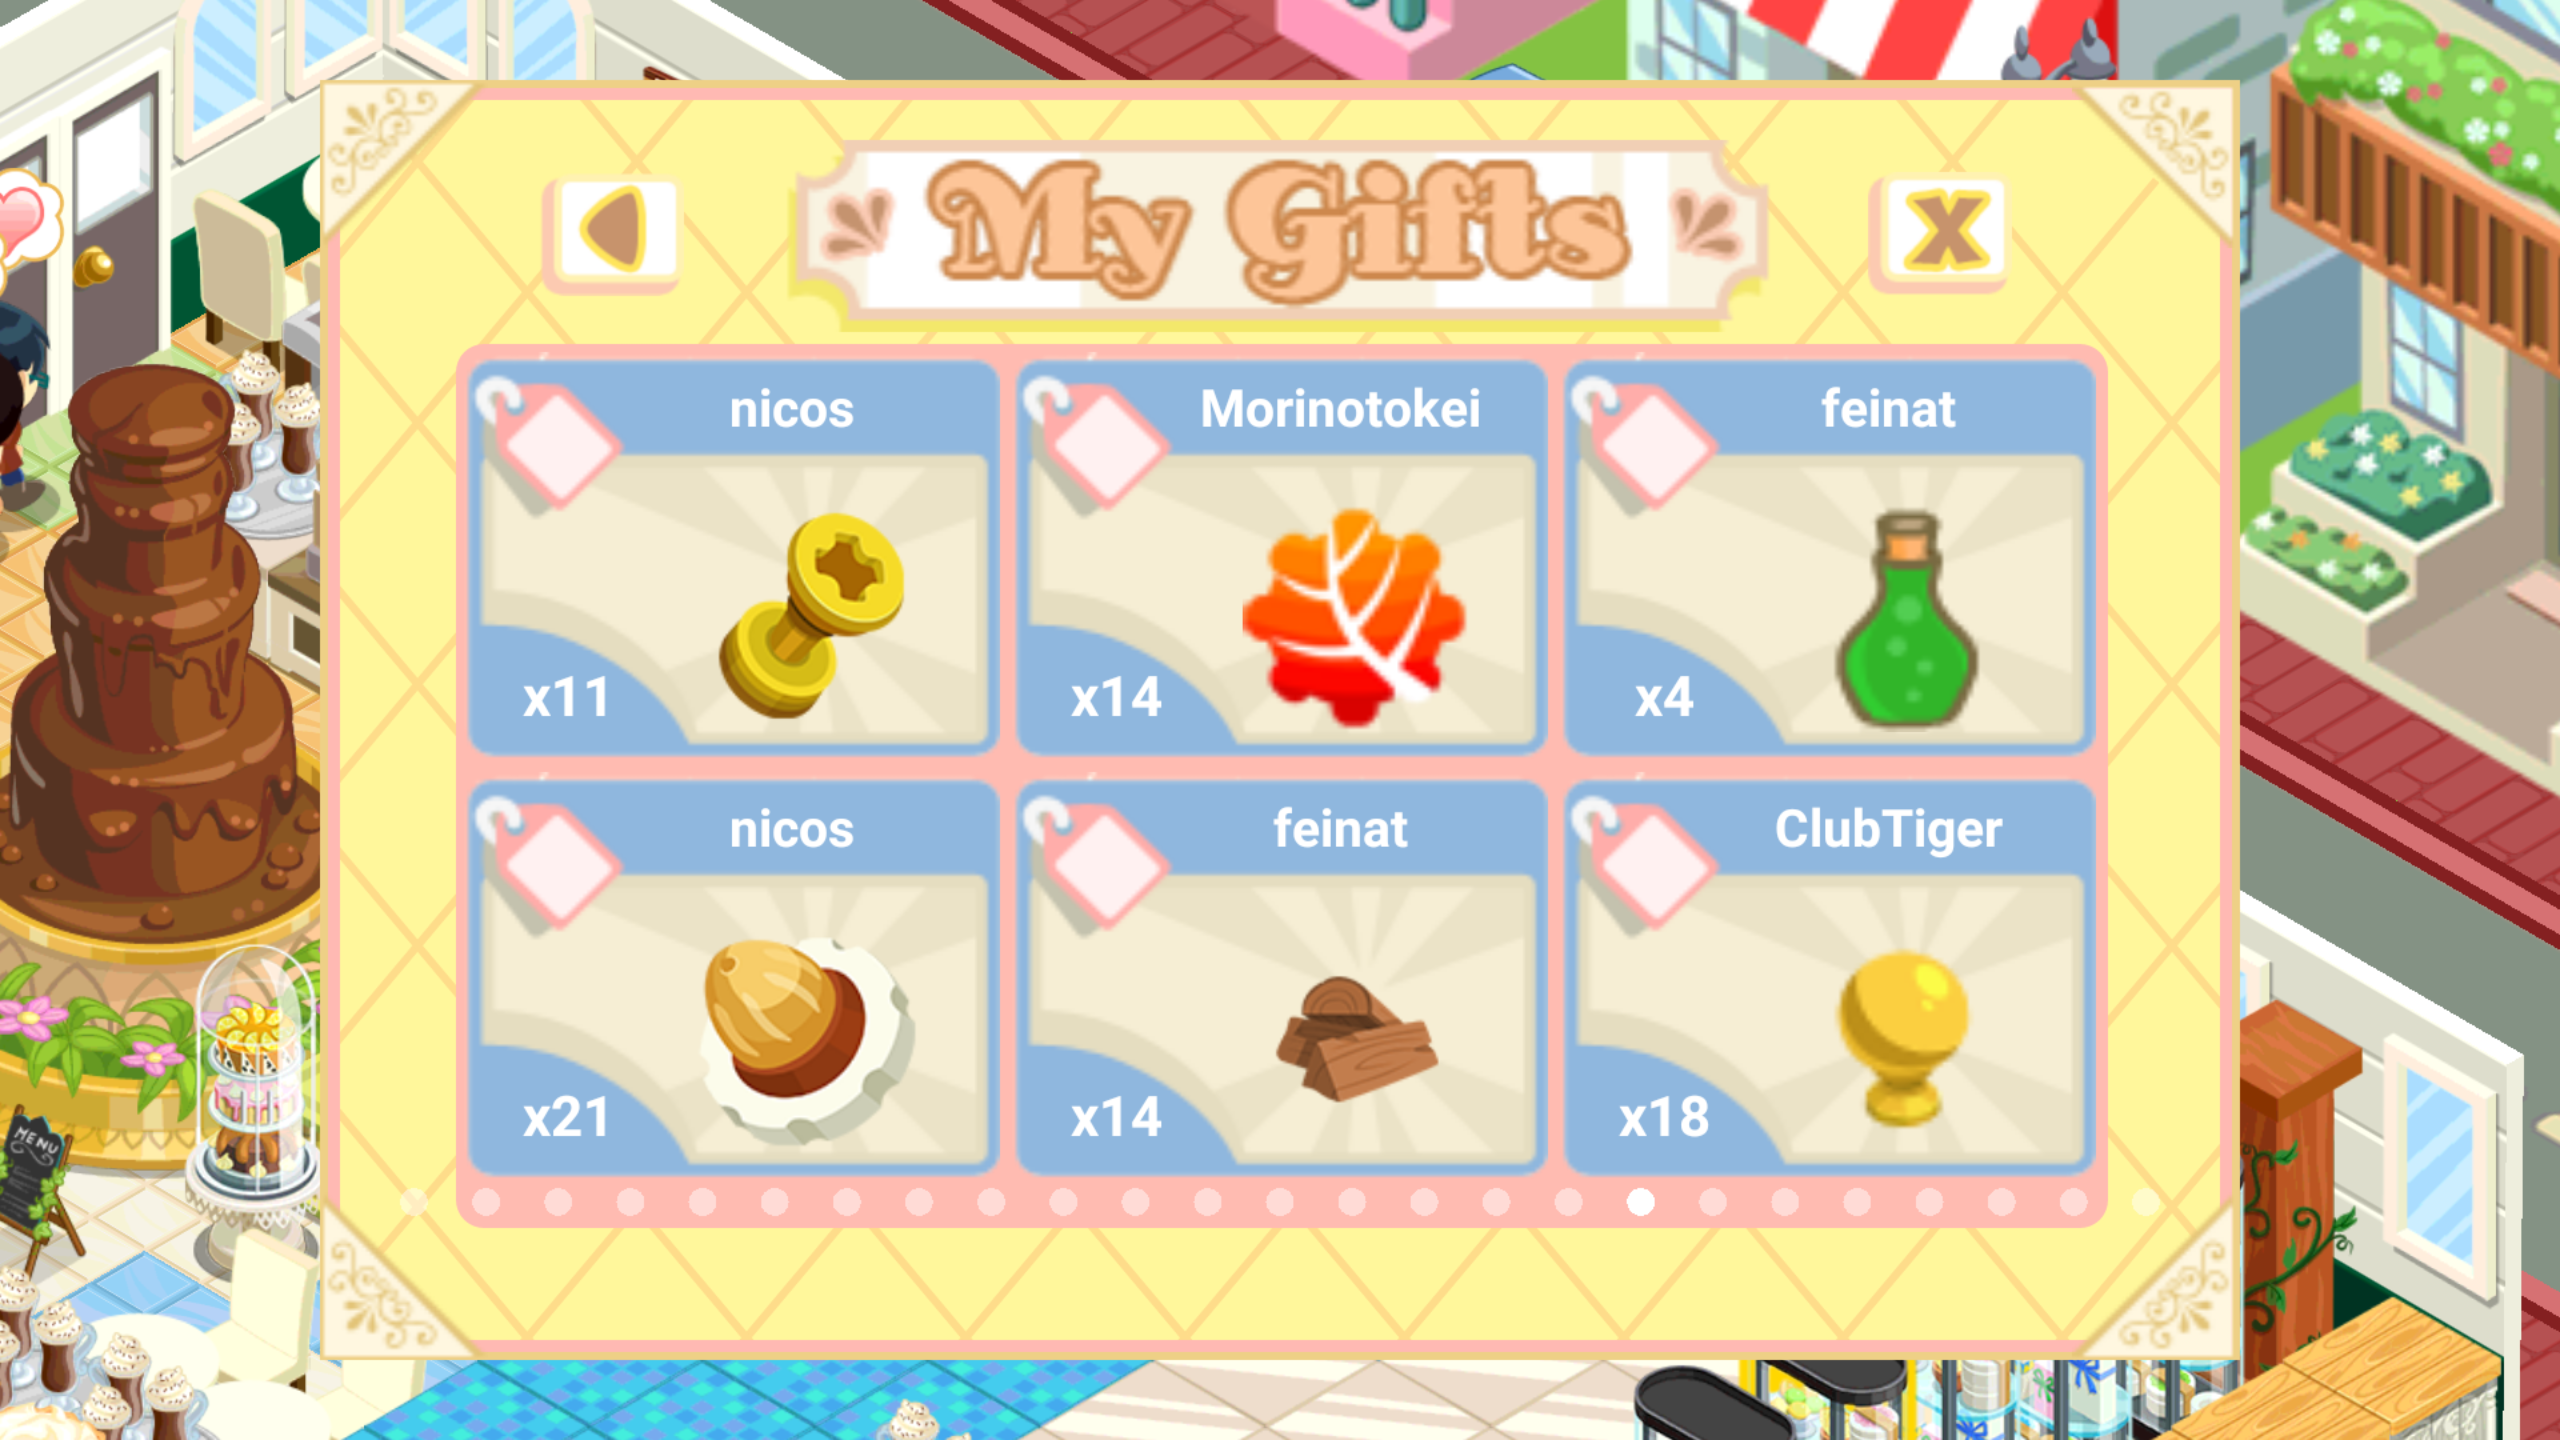 My Gifts
X
nicos
Morinotokei
feinat
x11
x14
x4
nicos
feinat
ClubTiger
x21
x14
x18
MENU